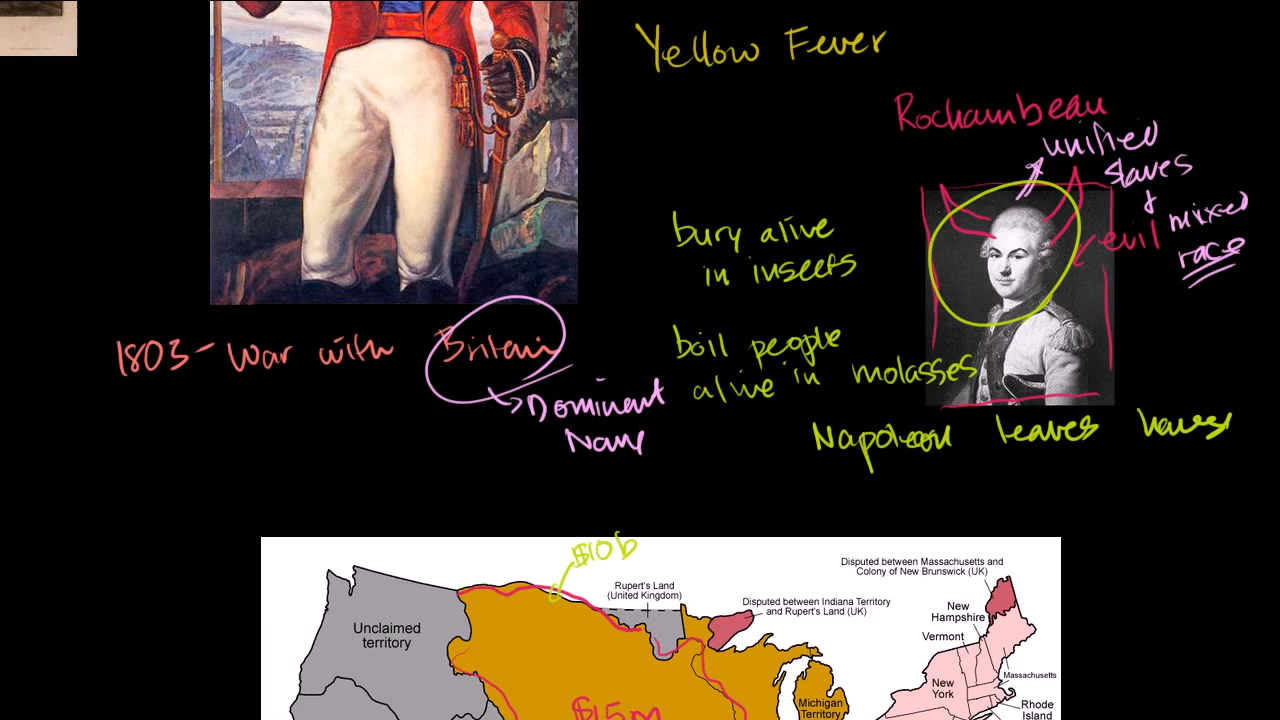 Yellow Fever
Rochambeau
unified
slaves
+
mixed
race
evil
bury alive
in insects
boil people
alive in molasses
1803 - War with Britain
Dominant
Navy
Napoleon leaves
$10b
Disputed between Massachusetts and
Colony of New Brunswick (UK)
Rupert's Land
(United Kingdom)
Disputed between Indiana Territory
and Rupert's Land (UK)
New
Hampshire
Vermont
Unclaimed
territory
Massachusetts
New
York
Rhode
Island
Michigan
Territory
$15m